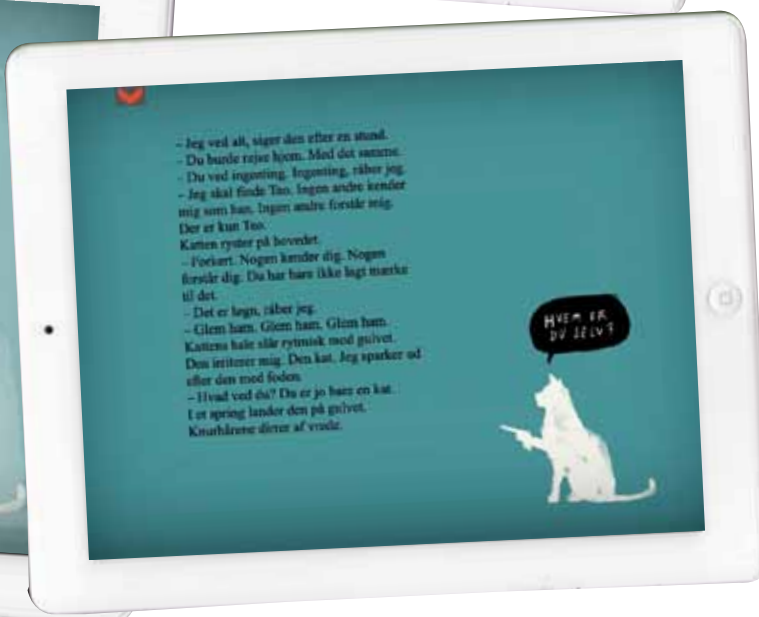 – Jeg ved alt, siger den efter en stund.
– Du burde rejse hjem. Med det samme.
– Du ved ingenting. Ingenting, råber jeg.
– Jeg skal finde Tao. Ingen andre kender
mig som han. Ingen andre forstår mig.
Der er kun Tao.
Katten ryster på hovedet.
– Forkert. Nogen kender dig. Nogen
forstår dig. Du har bare ikke lagt mærke
til det.
– Det er løgn, råber jeg.
– Glem ham. Glem ham. Glem ham.
Kattens hale slår rytmisk mod gulvet.
Den irriterer mig. Den kat. Jeg sparker ud
efter den med foden.
– Hvad ved du? Du er jo bare en kat.
I et spring lander den på gulvet.
Knurhårene dirrer af vrede.
HVEM ER
DU SELV?